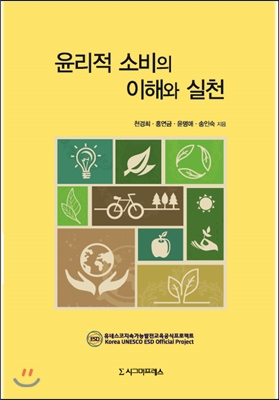 윤리적 소비의
이해와 실천
천경희 · 홍연금 · 윤명애 · 송인숙 지음
ESD
유네스코지속가능발전교육공식프로젝트
Korea UNESCO ESD Official Project
Σ시그마프레스